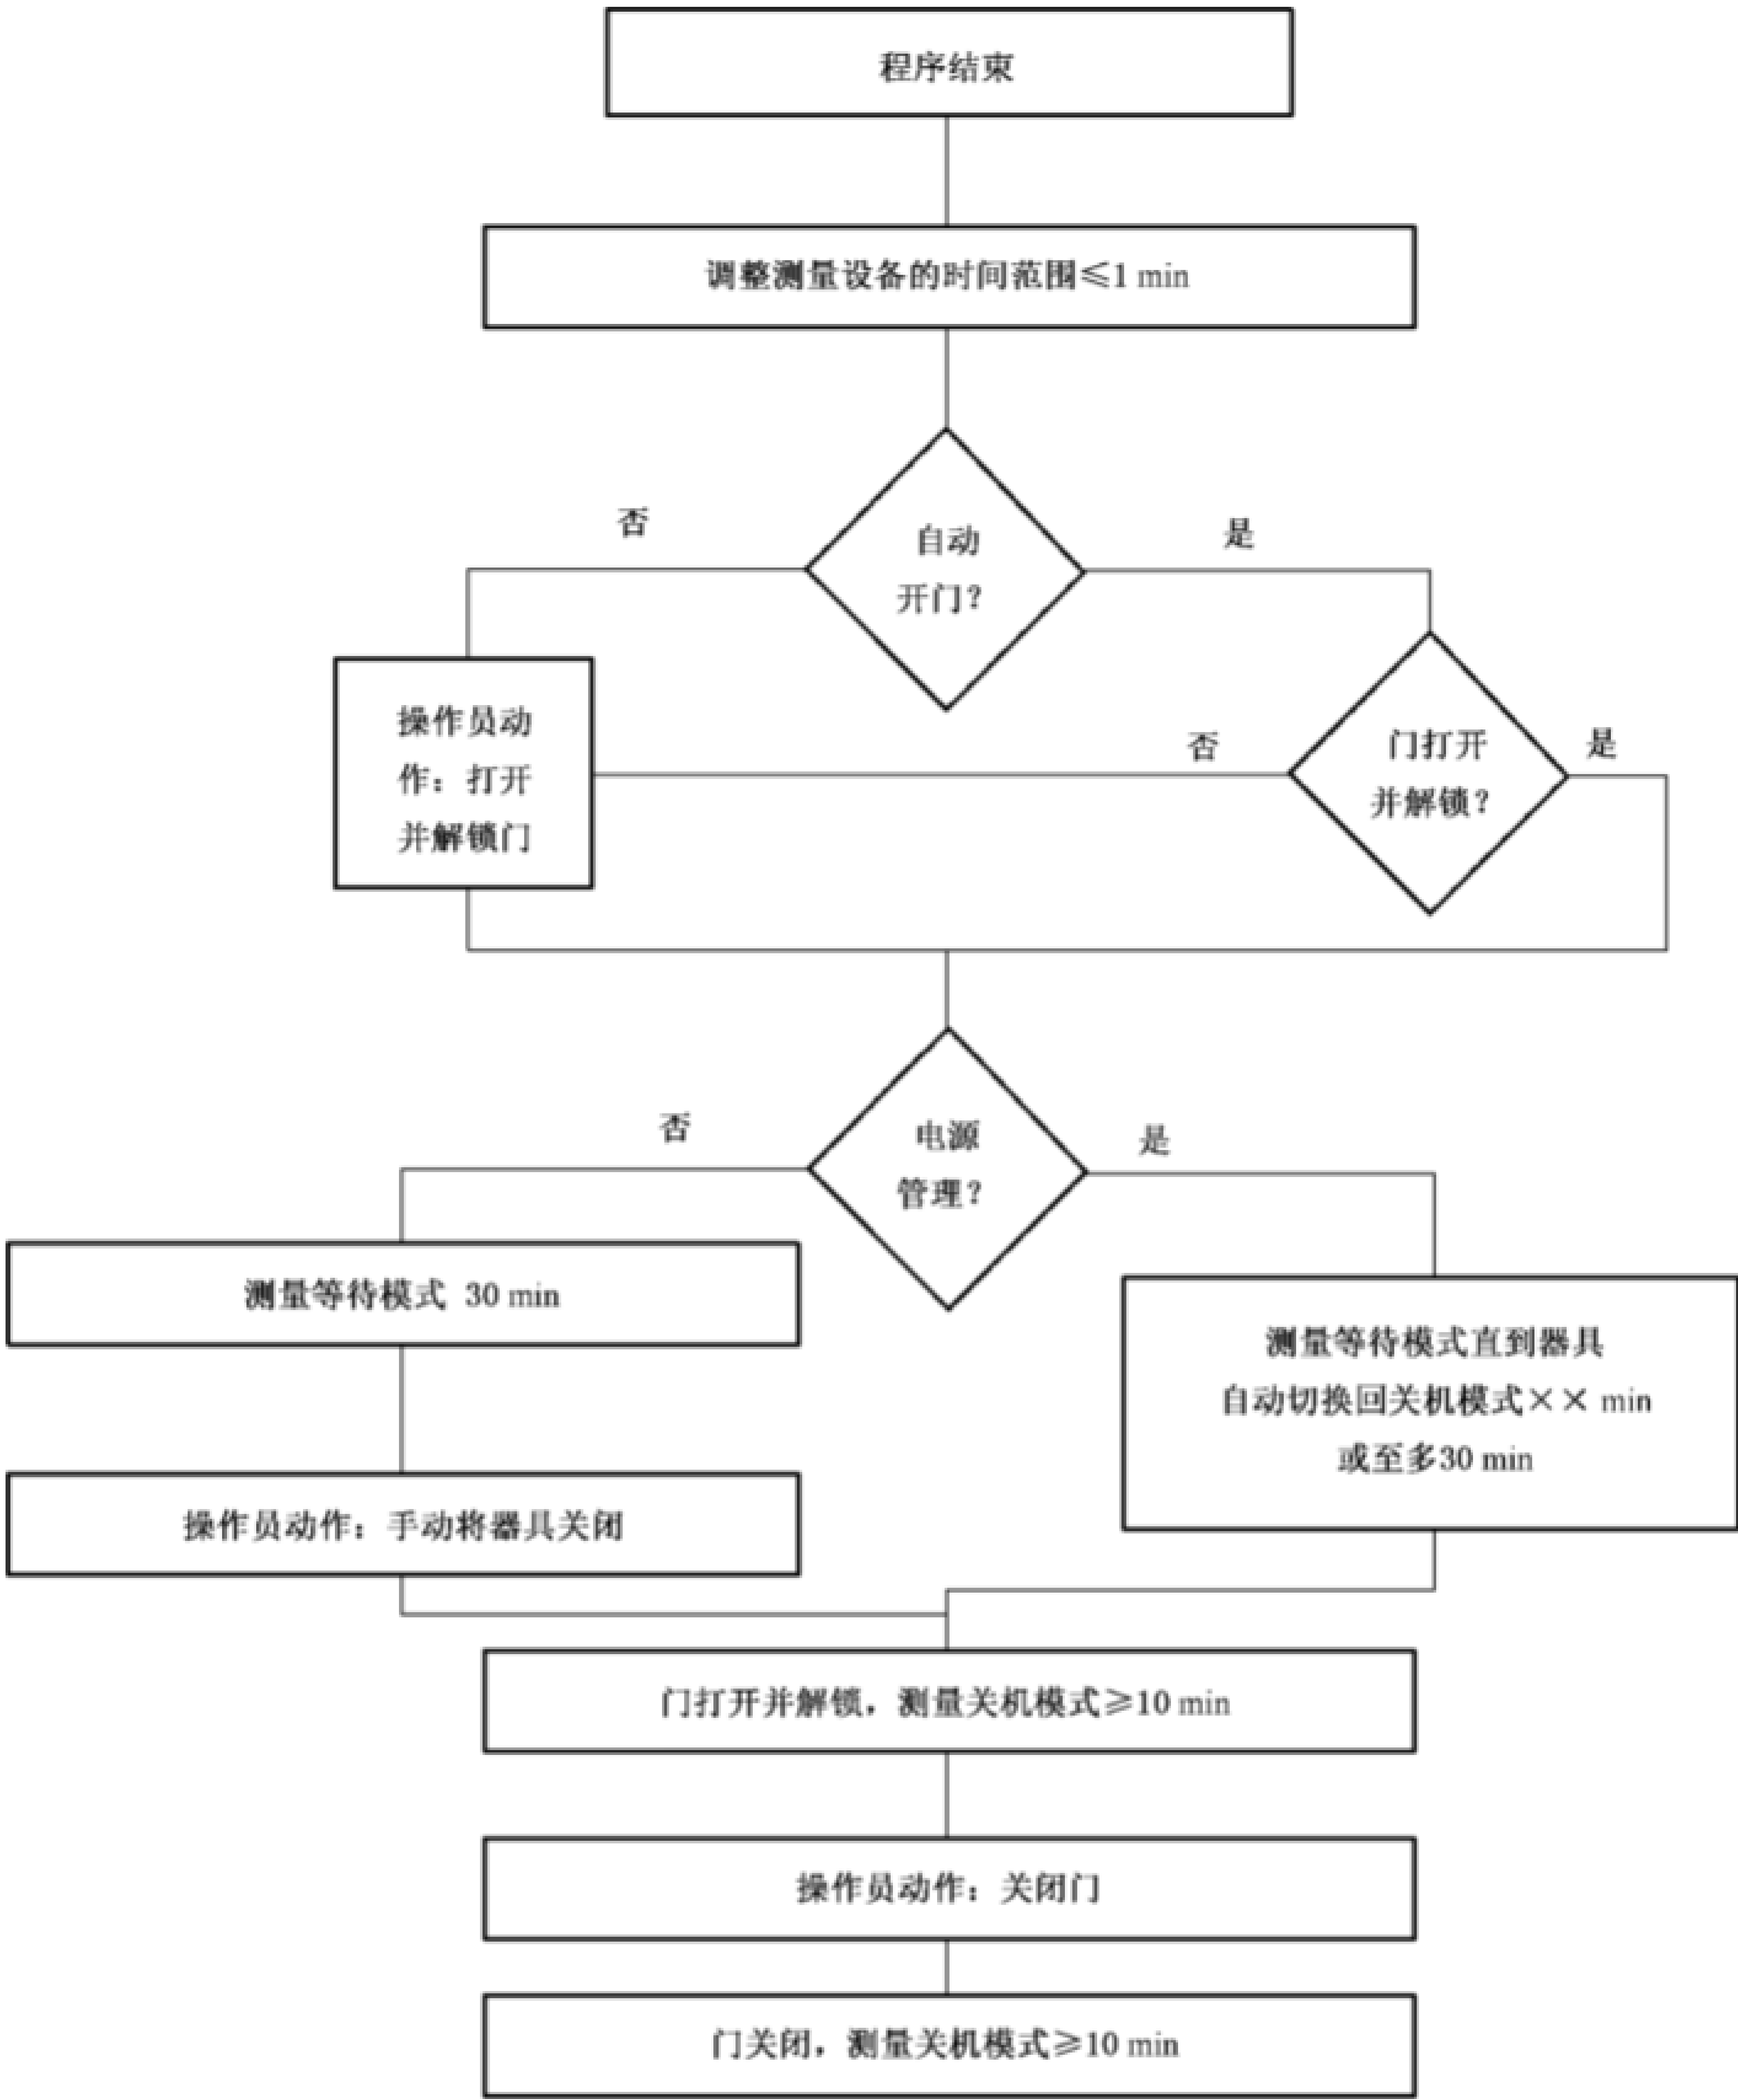 程序结束
调整测量设备的时间范围≤1 min
否
是
自动
开门？
操作员动
作：打开
并解锁门
否
门打开
并解锁？
是
否
电源
管理？
是
测量等待模式 30 min
测量等待模式直到器具
自动切换回关机模式×× min
或至多30 min
操作员动作：手动将器具关闭
门打开并解锁，测量关机模式≥10 min
操作员动作：关闭门
门关闭，测量关机模式≥10 min